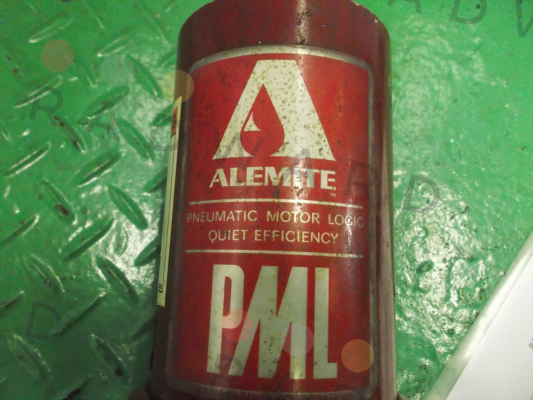 ALEMITE
PNEUMATIC MOTOR LOGIC
QUIET EFFICIENCY
PML